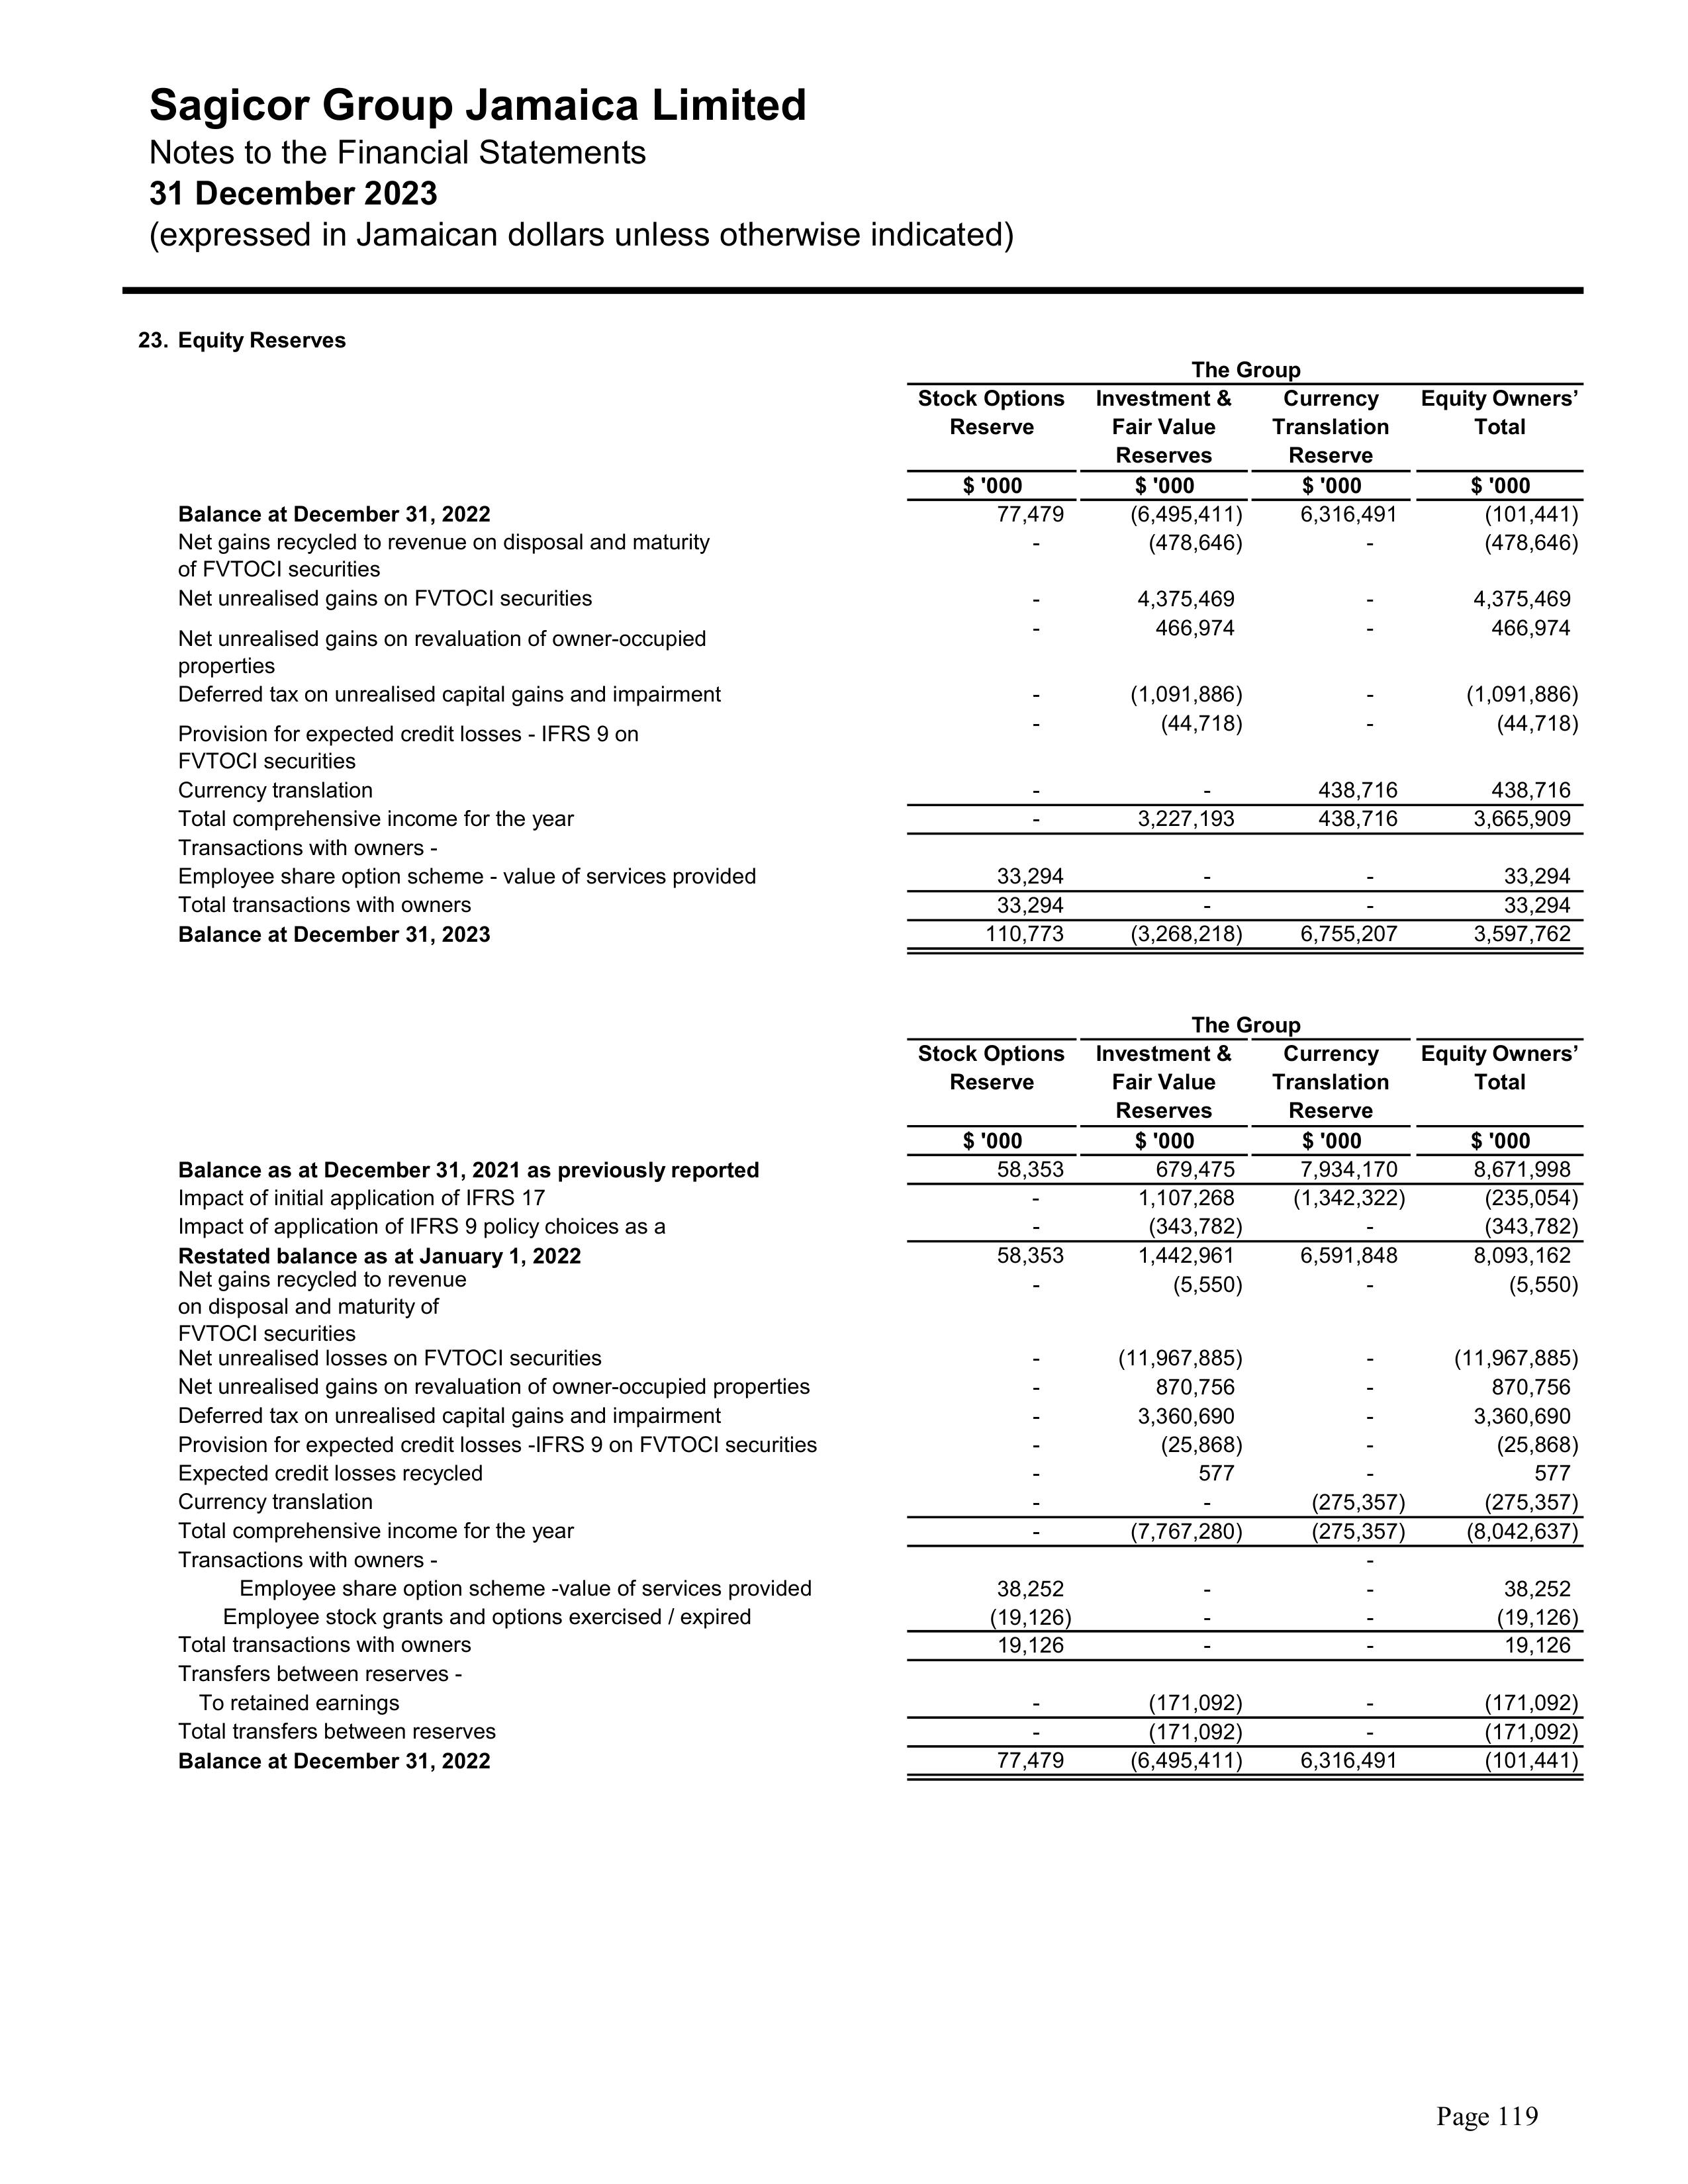 Sagicor Group Jamaica Limited
Notes to the Financial Statements
31 December 2023
(expressed in Jamaican dollars unless otherwise indicated)
23. Equity Reserves
The Group
Stock Options Investment & Currency Equity Owners’
Reserve Fair Value Translation Total
Reserves Reserve
$ '000 $ '000 $ '000 $ '000
Balance at December 31, 2022 77,479 (6,495,411) 6,316,491 (101,441)
Net gains recycled to revenue on disposal and maturity - (478,646) - (478,646)
of FVTOCI securities
Net unrealised gains on FVTOCI securities - 4,375,469 - 4,375,469
Net unrealised gains on revaluation of owner-occupied - 466,974 - 466,974
properties
Deferred tax on unrealised capital gains and impairment - (1,091,886) - (1,091,886)
Provision for expected credit losses - IFRS 9 on - (44,718) - (44,718)
FVTOCI securities
Currency translation - - 438,716 438,716
Total comprehensive income for the year - 3,227,193 438,716 3,665,909
Transactions with owners -
Employee share option scheme - value of services provided 33,294 - - 33,294
Total transactions with owners 33,294 - - 33,294
Balance at December 31, 2023 110,773 (3,268,218) 6,755,207 3,597,762
The Group
Stock Options Investment & Currency Equity Owners’
Reserve Fair Value Translation Total
Reserves Reserve
$ '000 $ '000 $ '000 $ '000
Balance as at December 31, 2021 as previously reported 58,353 679,475 7,934,170 8,671,998
Impact of initial application of IFRS 17 - 1,107,268 (1,342,322) (235,054)
Impact of application of IFRS 9 policy choices as a - (343,782) - (343,782)
Restated balance as at January 1, 2022 58,353 1,442,961 6,591,848 8,093,162
Net gains recycled to revenue - (5,550) - (5,550)
on disposal and maturity of
FVTOCI securities
Net unrealised losses on FVTOCI securities - (11,967,885) - (11,967,885)
Net unrealised gains on revaluation of owner-occupied properties - 870,756 - 870,756
Deferred tax on unrealised capital gains and impairment - 3,360,690 - 3,360,690
Provision for expected credit losses -IFRS 9 on FVTOCI securities - (25,868) - (25,868)
Expected credit losses recycled - 577 - 577
Currency translation - - (275,357) (275,357)
Total comprehensive income for the year - (7,767,280) (275,357) (8,042,637)
Transactions with owners - -
Employee share option scheme -value of services provided 38,252 - - 38,252
Employee stock grants and options exercised / expired (19,126) - - (19,126)
Total transactions with owners 19,126 - - 19,126
Transfers between reserves -
To retained earnings - (171,092) - (171,092)
Total transfers between reserves - (171,092) - (171,092)
Balance at December 31, 2022 77,479 (6,495,411) 6,316,491 (101,441)
Page 119